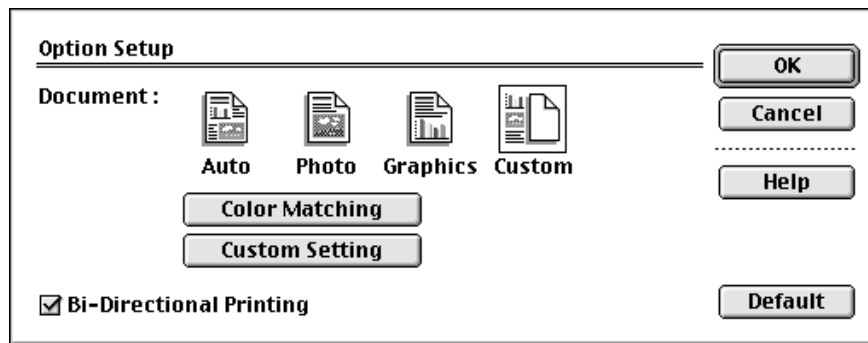 Option Setup
OK
Document:
Cancel
Auto Photo Graphics Custom
Help
Color Matching
Custom Setting
Bi-Directional Printing
Default